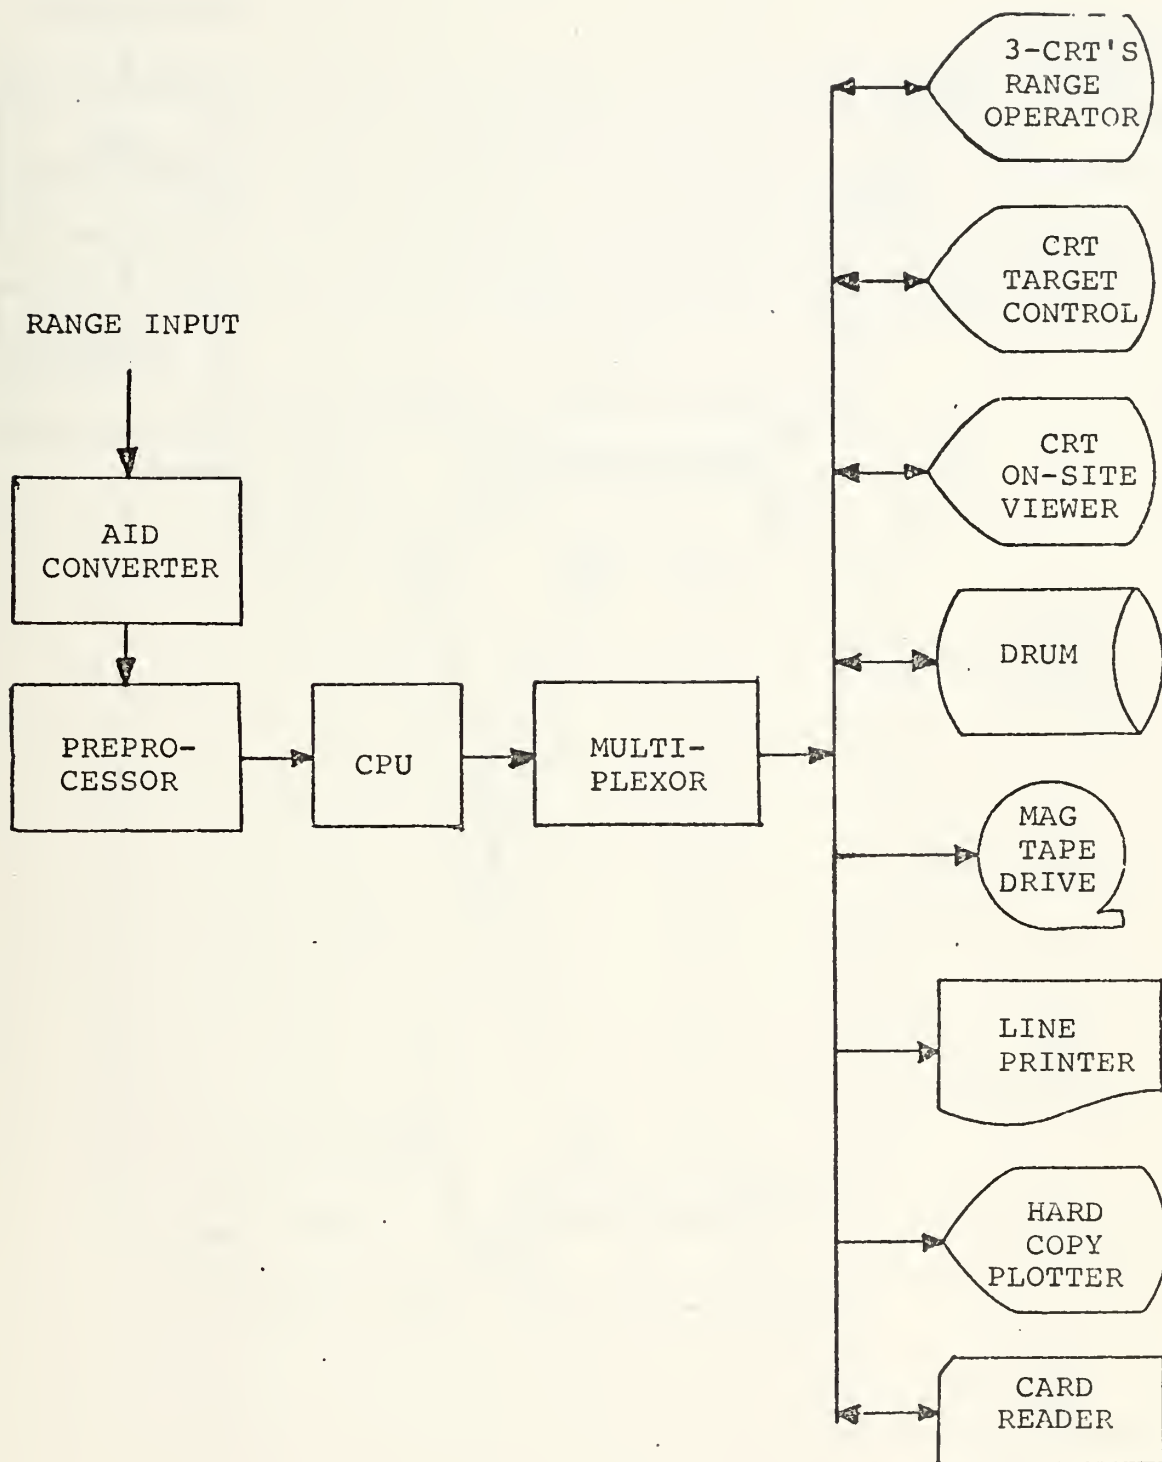 3-CRT'S
RANGE
OPERATOR
CRT
TARGET
CONTROL
RANGE INPUT
CRT
ON-SITE
VIEWER
AID
CONVERTER
DRUM
PREPRO-
CESSOR
CPU
MULTI-
PLEXOR
MAG
TAPE
DRIVE
LINE
PRINTER
HARD
COPY
PLOTTER
CARD
READER